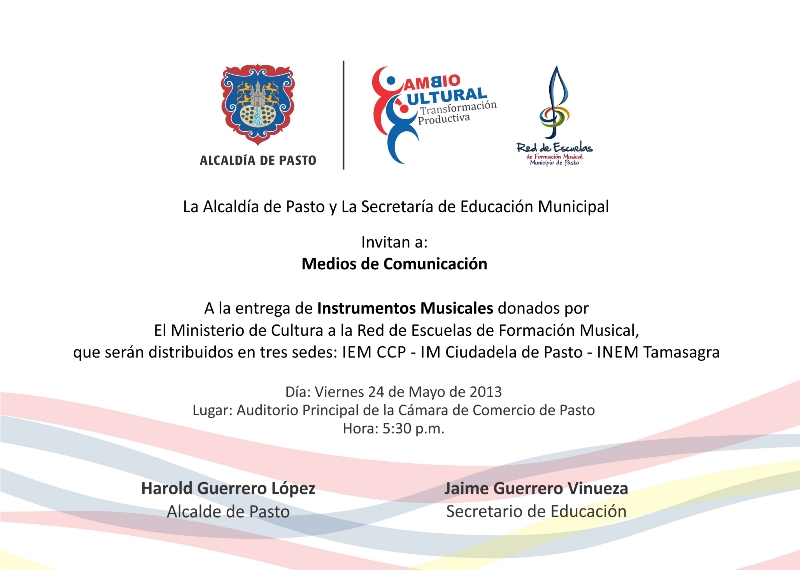 ALCALDÍA DE PASTO
CAMBIO
CULTURAL
Transformación
Productiva
Red de Escuelas
de Formación Musical
Municipio de Pasto
La Alcaldía de Pasto y La Secretaría de Educación Municipal
Invitan a:
Medios de Comunicación
A la entrega de Instrumentos Musicales donados por
El Ministerio de Cultura a la Red de Escuelas de Formación Musical,
que serán distribuidos en tres sedes: IEM CCP - IM Ciudadela de Pasto - INEM Tamasagra
Día: Viernes 24 de Mayo de 2013
Lugar: Auditorio Principal de la Cámara de Comercio de Pasto
Hora: 5:30 p.m.
Harold Guerrero López
Alcalde de Pasto
Jaime Guerrero Vinueza
Secretario de Educación